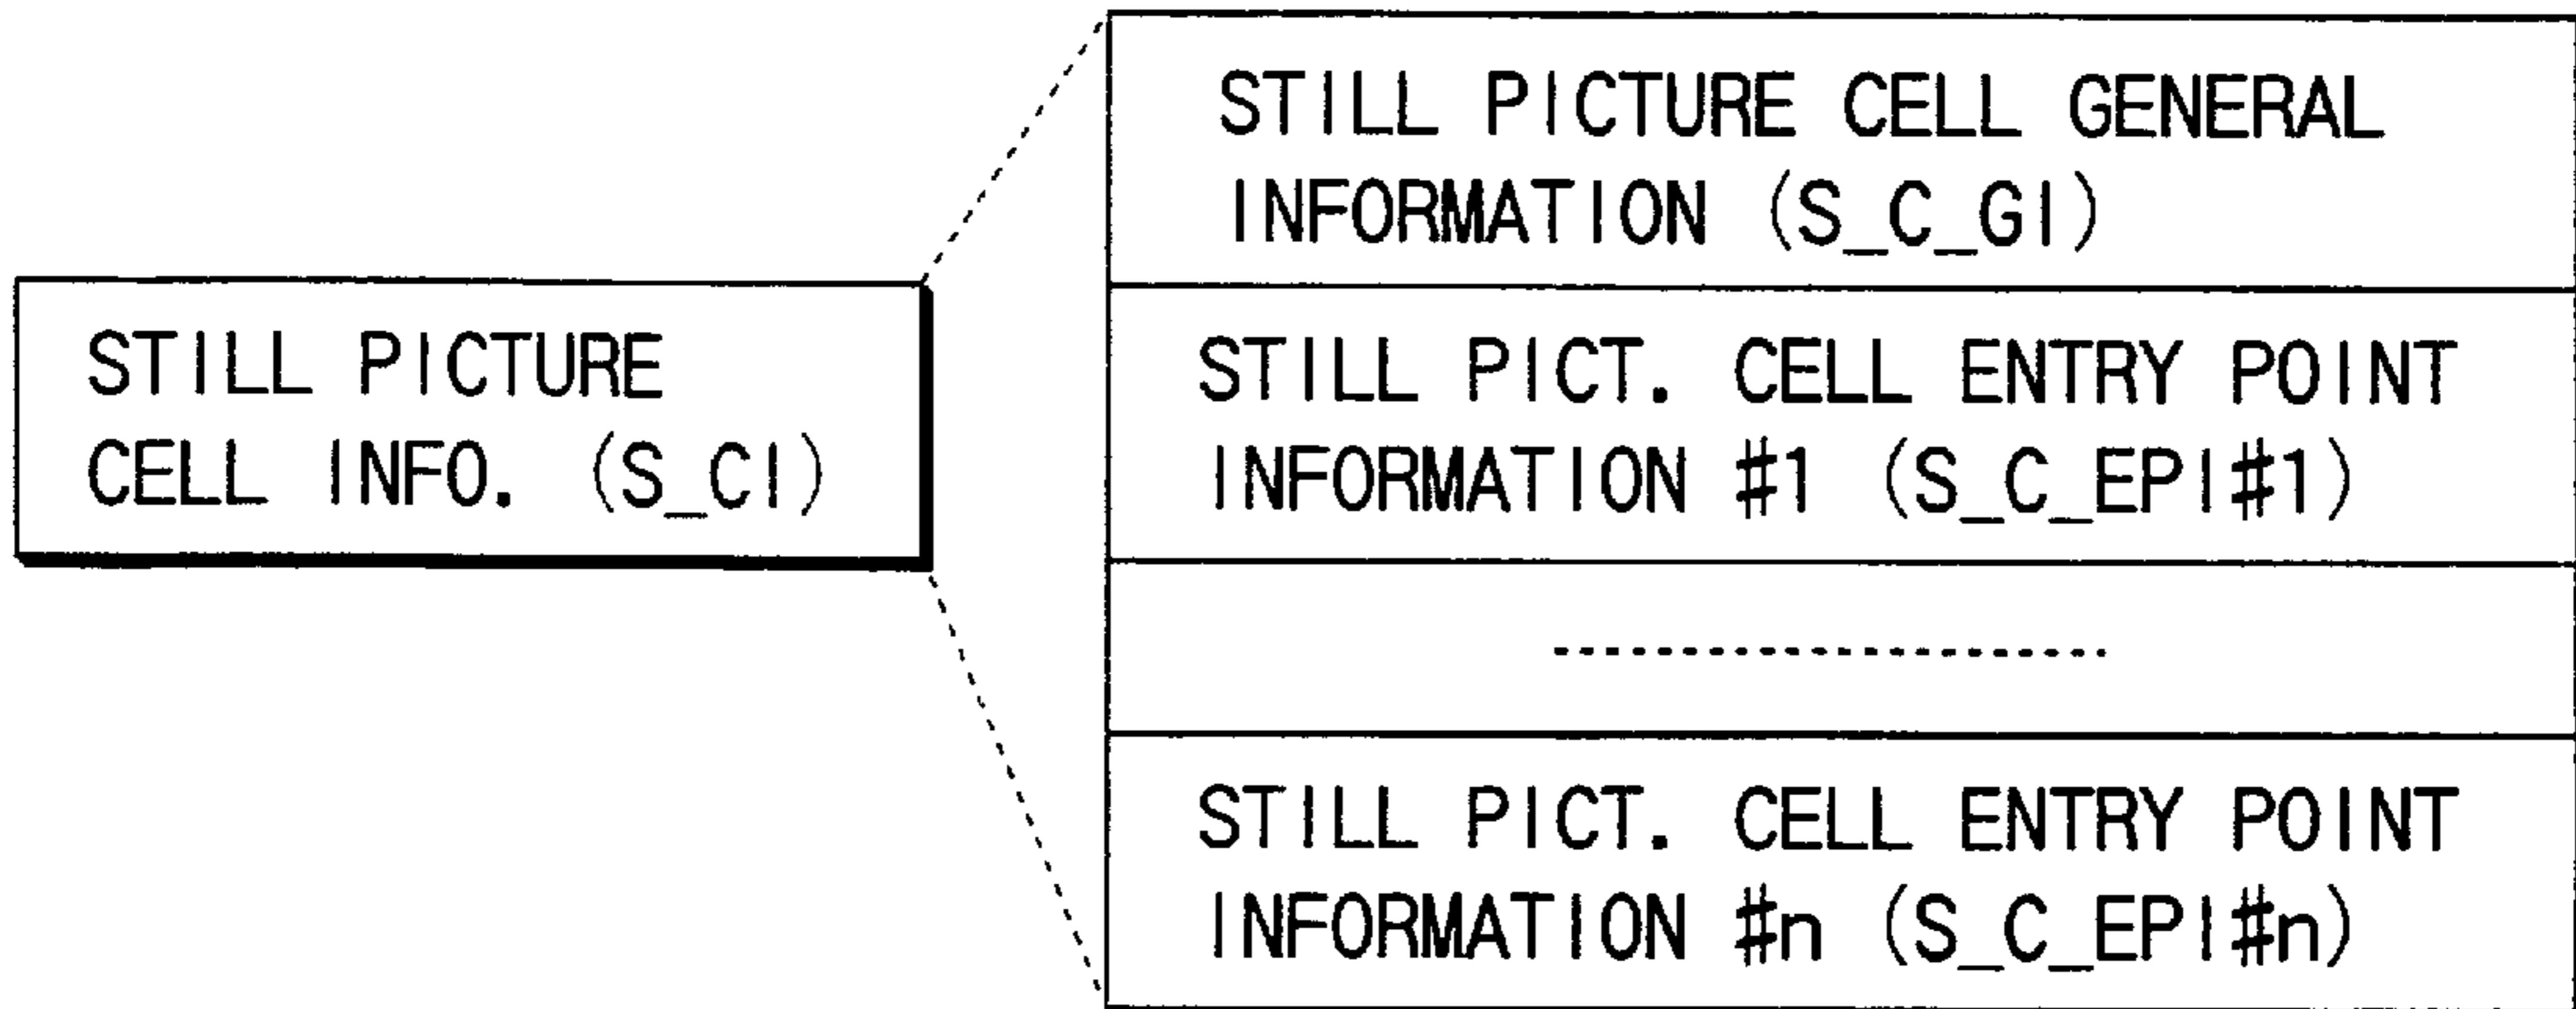 STILL PICTURE
CELL INFO. (S_CI)
STILL PICTURE CELL GENERAL
INFORMATION (S_C_GI)
STILL PICT. CELL ENTRY POINT
INFORMATION #1 (S_C_EPI#1)
STILL PICT. CELL ENTRY POINT
INFORMATION #n (S_C_EPI#n)